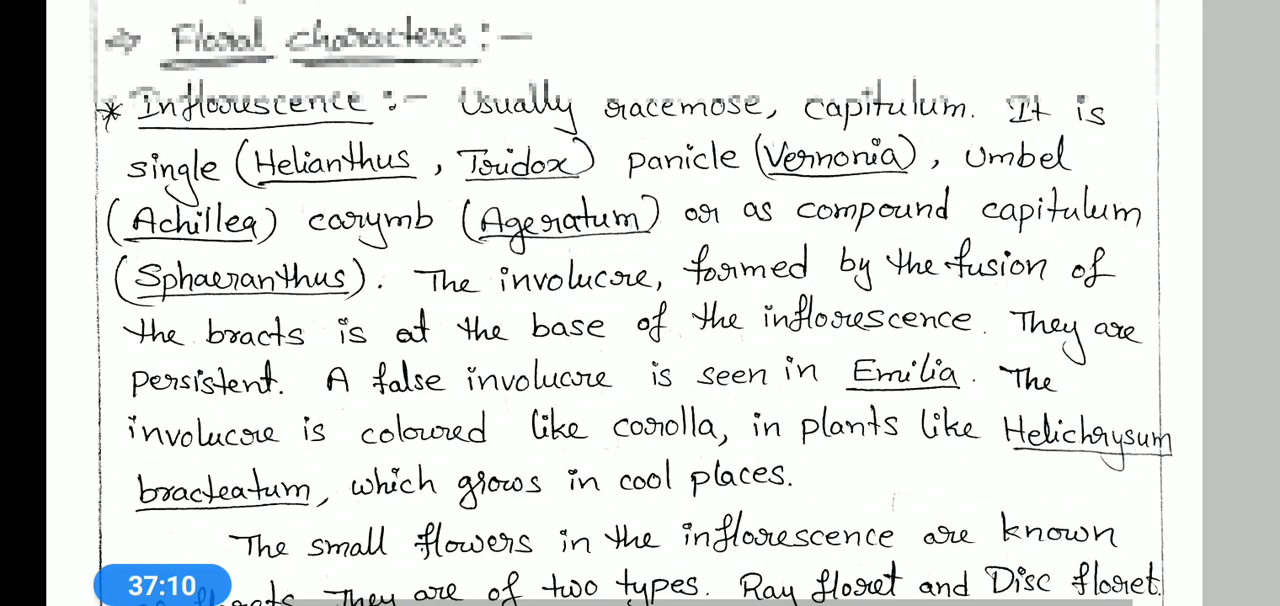 ⇒ Floral characters :-
* Inflorescence :- Usually racemose, capitulum. It is
single (Helianthus, Tridox) panicle (Vernonia), Umbel
(Achillea) corymb (Ageratum) or as compound capitulum
(Sphaeranthus). The involucre, formed by the fusion of
the bracts is at the base of the inflorescence. They are
persistent. A false involucre is seen in Emilia. The
involucre is coloured like corolla, in plants like Helichrysum
bracteatum, which grows in cool places.
The small flowers in the inflorescence are known
They are of two types. Ray floret and Disc floret.
37:10